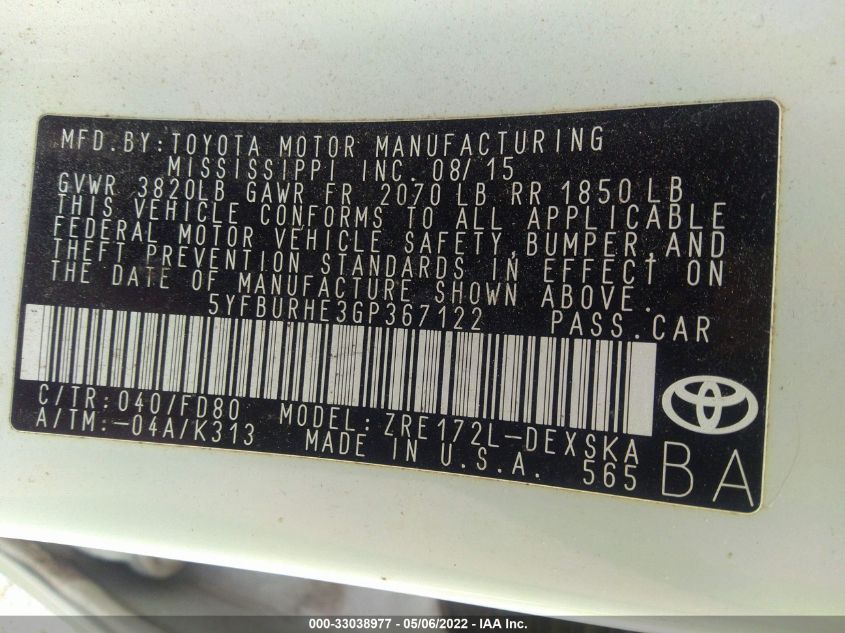 MFD. BY: TOYOTA MOTOR MANUFACTURING
MISSISSIPPI INC. 08/15
GVWR 3820LB GAWR FR 2070 LB RR 1850 LB
THIS VEHICLE CONFORMS TO ALL APPLICABLE
FEDERAL MOTOR VEHICLE SAFETY, BUMPER, AND
THEFT PREVENTION STANDARDS IN EFFECT ON
THE DATE OF MANUFACTURE SHOWN ABOVE.
5YFBURHE3GP367122 PASS. CAR
C/TR: 040/FD80 MODEL: ZRE172L-DEXSKA
A/TM: -04A/K313 MADE IN U.S.A. 565
BA
000-33038977 - 05/06/2022 - IAA Inc.